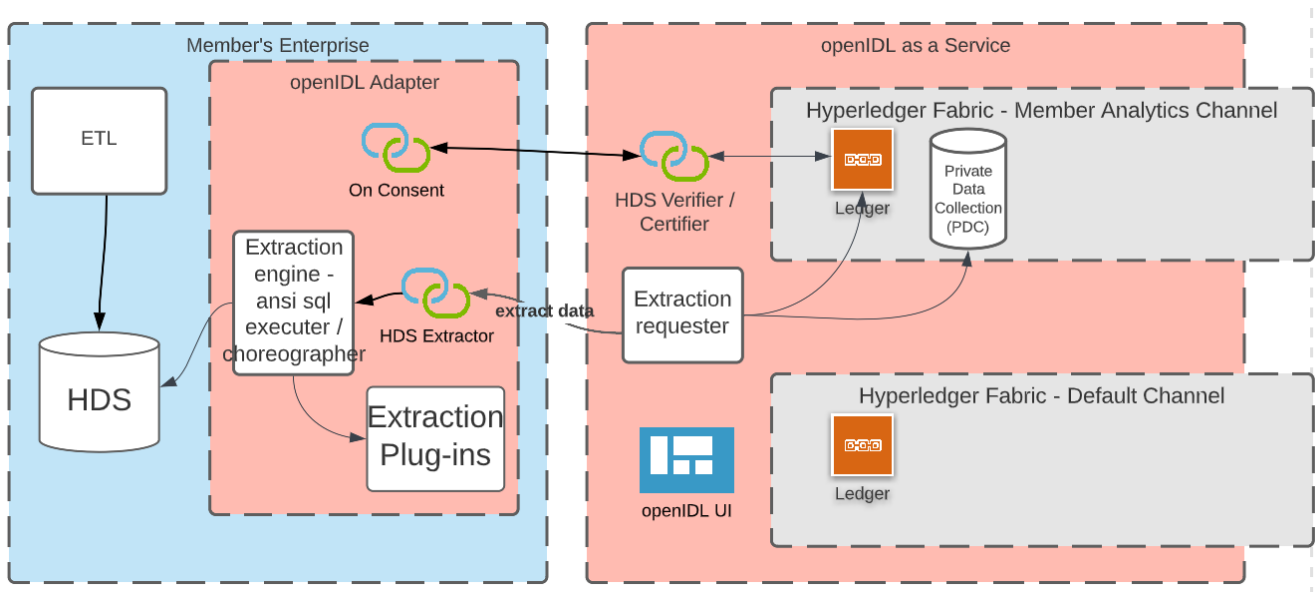 Member's Enterprise
openIDL as a Service
openIDL Adapter
ETL
On Consent
Extraction
engine -
ansi sql
executer /
choreographer
HDS Extractor
HDS
Extraction
Plug-ins
extract data
Hyperledger Fabric - Member Analytics Channel
HDS Verifier /
Certifier
Ledger
Private
Data
Collection
(PDC)
Extraction
requester
Hyperledger Fabric - Default Channel
Ledger
openIDL UI